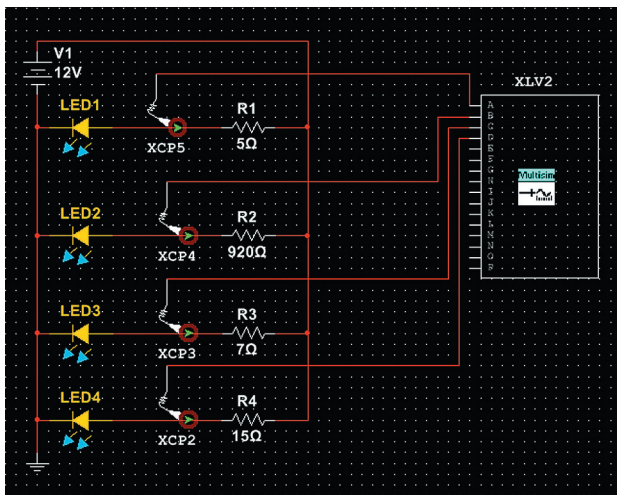 V1
12V
XLV2
LED1
R1
XCP5
5Ω
A
B
C
D
E
F
G
H
I
J
K
L
M
N
O
P
Multisim
LED2
R2
XCP4
920Ω
LED3
R3
XCP3
7Ω
LED4
R4
XCP2
15Ω